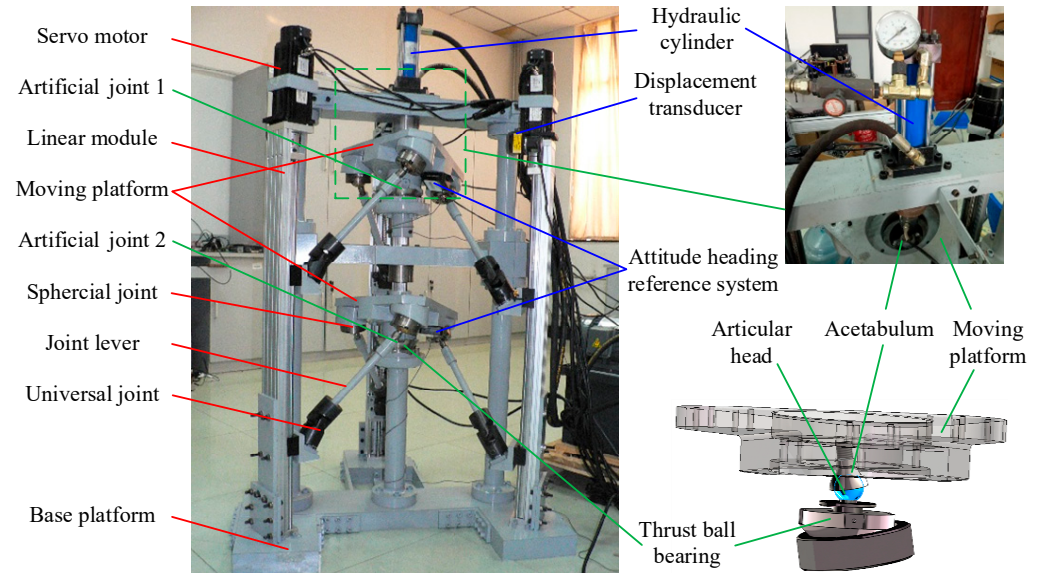 Servo motor
Artificial joint 1
Linear module
Moving platform
Artificial joint 2
Sphercial joint
Joint lever
Universal joint
Base platform
Hydraulic
cylinder
Displacement
transducer
Attitude heading
reference system
Articular
head
Acetabulum
Moving
platform
Thrust ball
bearing